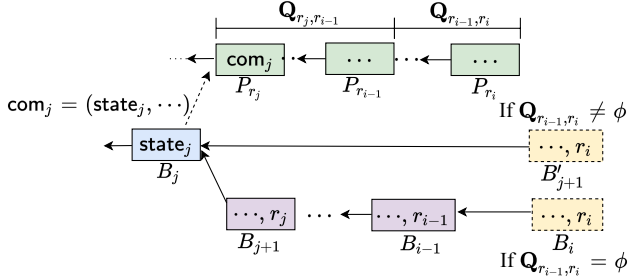 𝐐_{r_j,r_{i−1}} 𝐐_{r_{i−1},r_i}
····· com_j ··· ··· ··· ···
P_{r_j} P_{r_{i−1}} P_{r_i}
com_j = (state_j, ···)
If 𝐐_{r_{i−1},r_i} ≠ ϕ
state_j ···, r_i
B_j B′_{j+1}
···, r_j ··· ···, r_{i−1} ···, r_i
B_{j+1} B_{i−1} B_i
If 𝐐_{r_{i−1},r_i} = ϕ